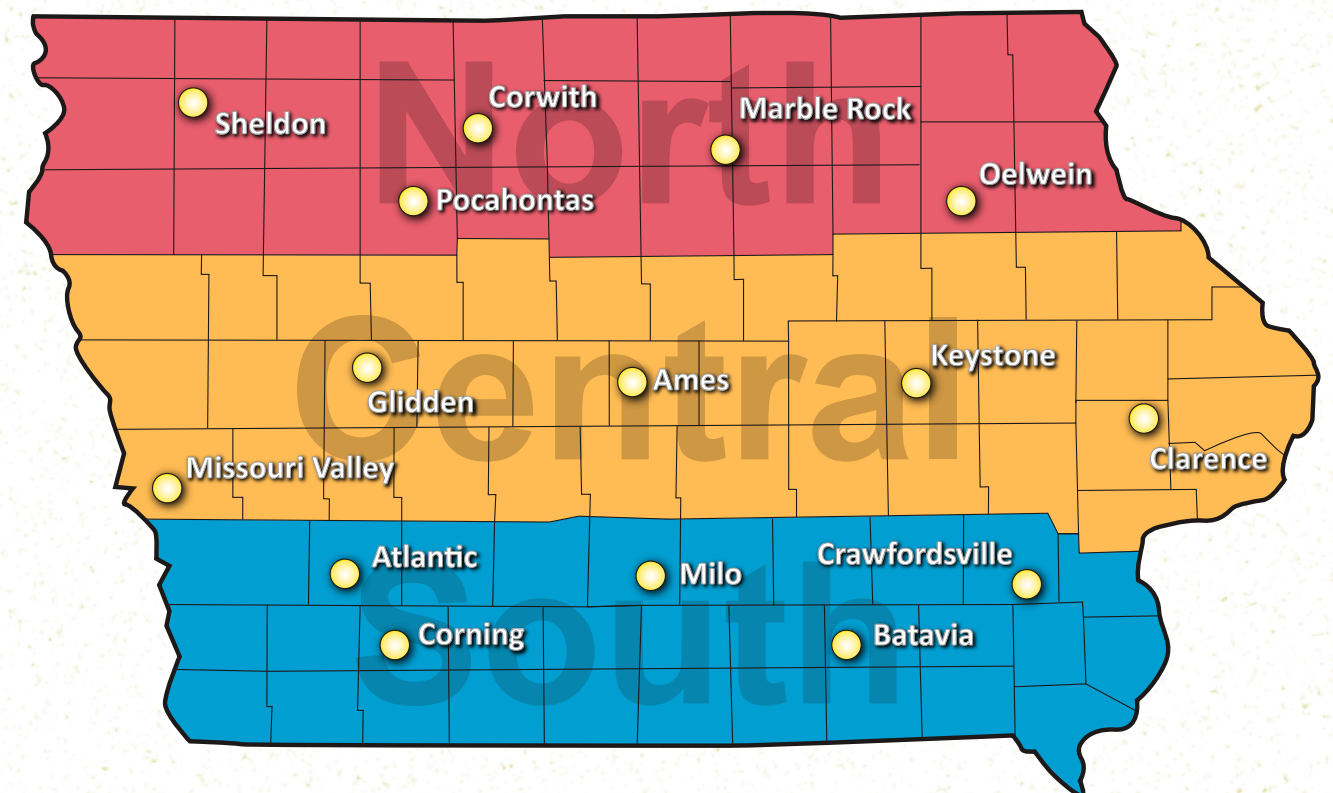 North
Corwith
Marble Rock
Sheldon
Oelwein
Pocahontas
Central
Keystone
Ames
Glidden
Clarence
Missouri Valley
South
Atlantic
Crawfordsville
Milo
Corning
Batavia